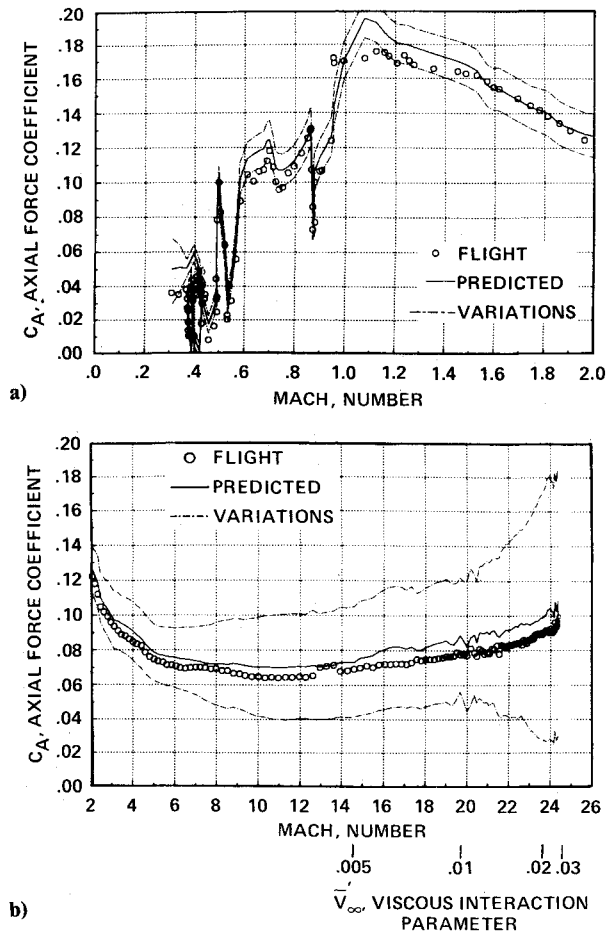 .20
.18
.16
.14
.12
.10
.08
.06
.04
.02
.00
C_A, AXIAL FORCE COEFFICIENT
FLIGHT
PREDICTED
VARIATIONS
.0 .2 .4 .6 .8 1.0 1.2 1.4 1.6 1.8 2.0
MACH, NUMBER
a)
.20
.18
.16
.14
.12
.10
.08
.06
.04
.02
.00
C_A, AXIAL FORCE COEFFICIENT
FLIGHT
PREDICTED
VARIATIONS
2 4 6 8 10 12 14 16 18 20 22 24 26
MACH, NUMBER
.005 .01 .02 .03
V̄'∞, VISCOUS INTERACTION
PARAMETER
b)